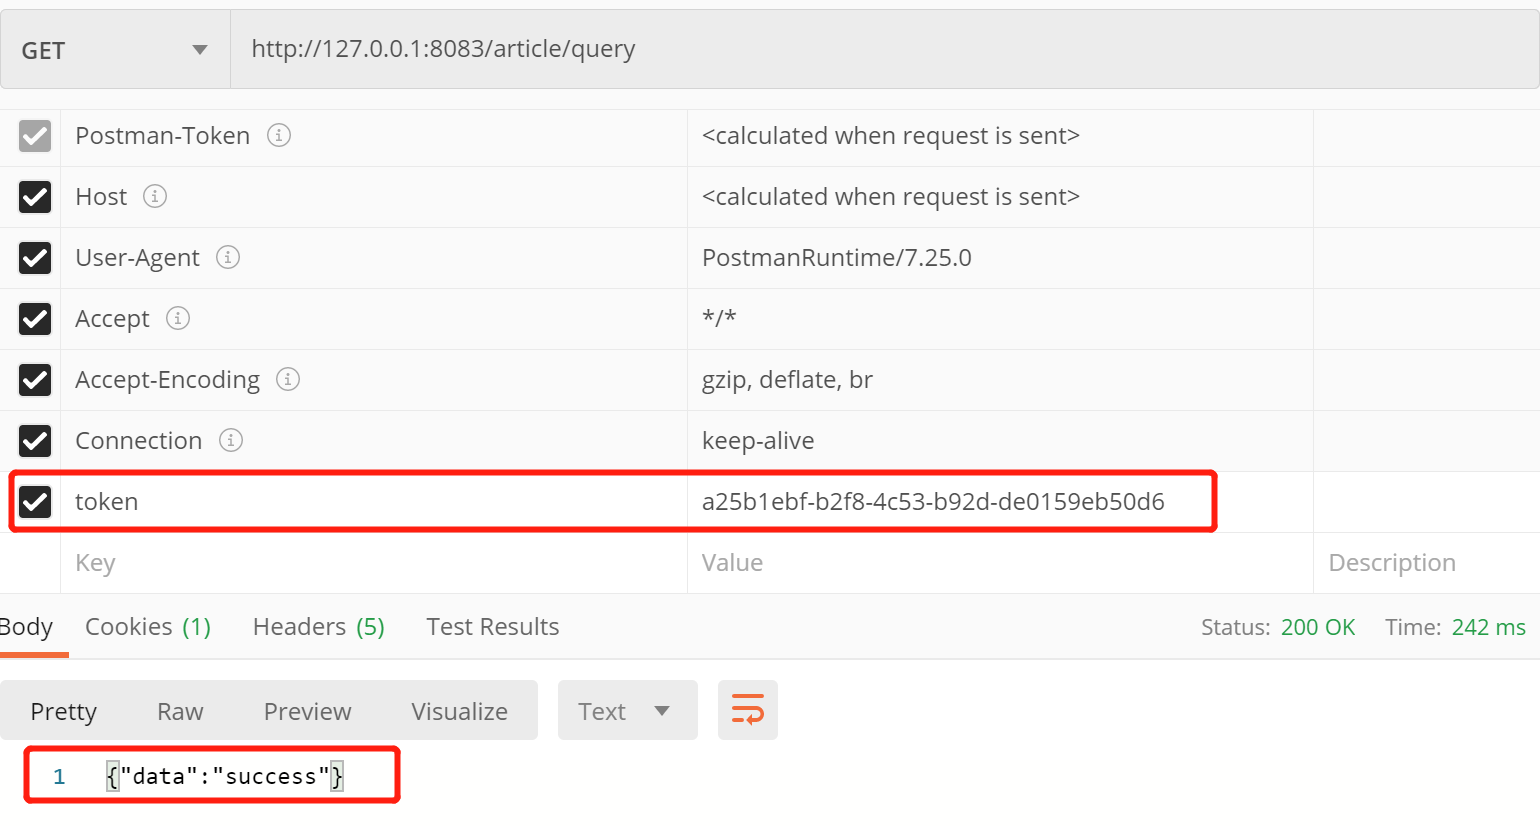 GET http://127.0.0.1:8083/article/query
Postman-Token <calculated when request is sent>
Host <calculated when request is sent>
User-Agent PostmanRuntime/7.25.0
Accept */*
Accept-Encoding gzip, deflate, br
Connection keep-alive
token a25b1ebf-b2f8-4c53-b92d-de0159eb50d6
Key Value Description
Body Cookies (1) Headers (5) Test Results Status: 200 OK Time: 242 ms
Pretty Raw Preview Visualize Text
1 {"data":"success"}